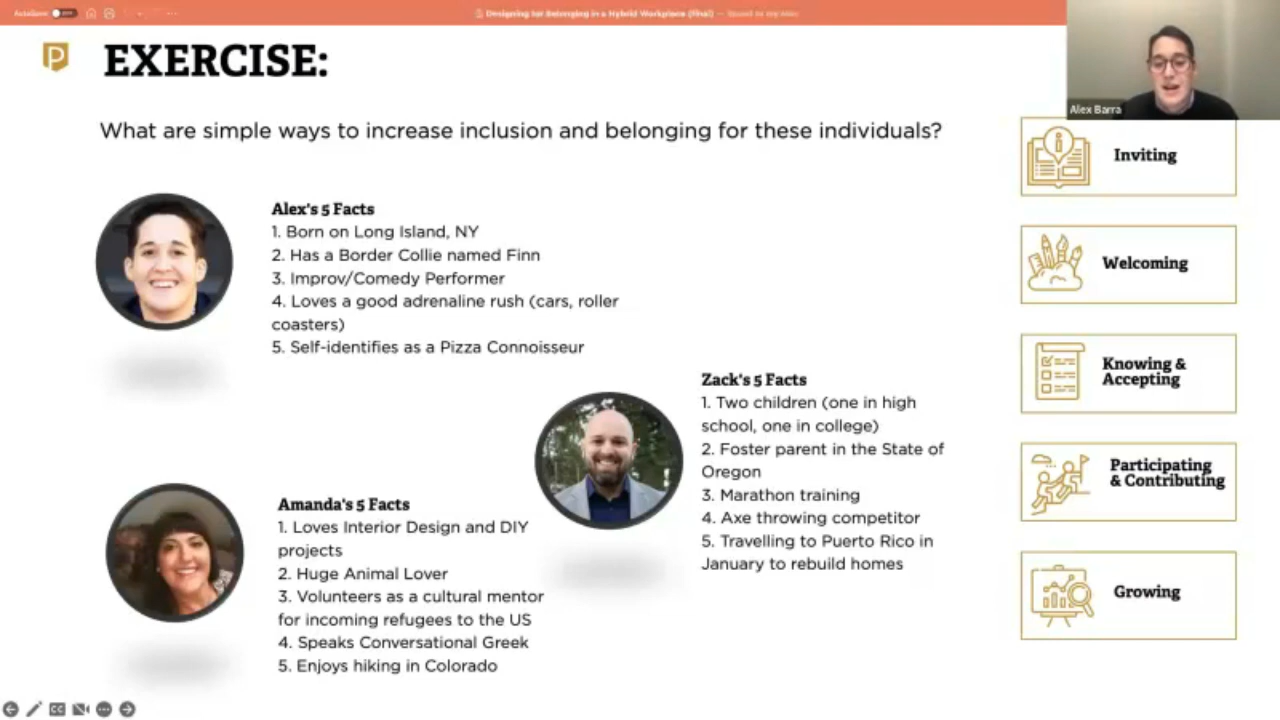 AutoSave OFF
Designing for Belonging in a Hybrid Workplace (final) — Saved to my Mac
P
EXERCISE:
Alex Barra
What are simple ways to increase inclusion and belonging for these individuals?
Inviting
Welcoming
Knowing &
Accepting
Participating
& Contributing
Growing
Alex's 5 Facts
1. Born on Long Island, NY
2. Has a Border Collie named Finn
3. Improv/Comedy Performer
4. Loves a good adrenaline rush (cars, roller
coasters)
5. Self-identifies as a Pizza Connoisseur
Zack's 5 Facts
1. Two children (one in high
school, one in college)
2. Foster parent in the State of
Oregon
3. Marathon training
4. Axe throwing competitor
5. Travelling to Puerto Rico in
January to rebuild homes
Amanda's 5 Facts
1. Loves Interior Design and DIY
projects
2. Huge Animal Lover
3. Volunteers as a cultural mentor
for incoming refugees to the US
4. Speaks Conversational Greek
5. Enjoys hiking in Colorado
CC